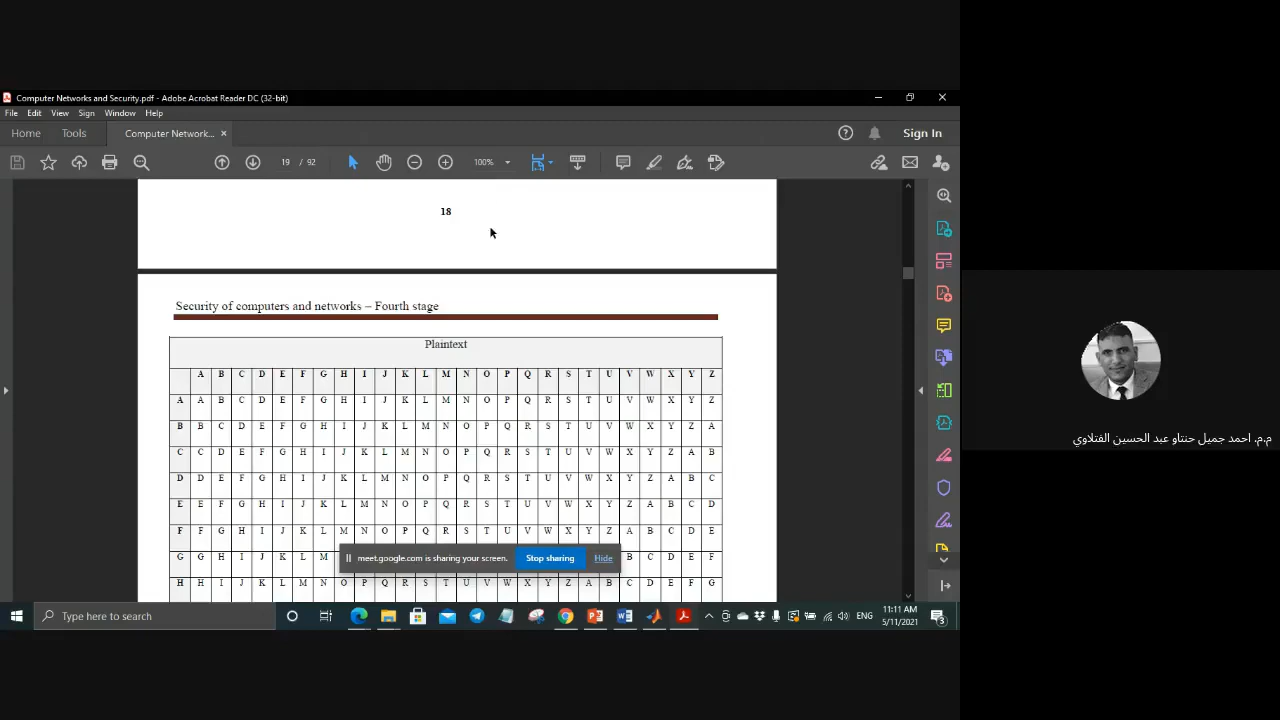 Computer Networks and Security.pdf - Adobe Acrobat Reader DC (32-bit)
File Edit View Sign Window Help
Home Tools Computer Network... × Sign In
19 / 92 100%
18
Security of computers and networks – Fourth stage
Plaintext
A B C D E F G H I J K L M N O P Q R S T U V W X Y Z
A A B C D E F G H I J K L M N O P Q R S T U V W X Y Z
B B C D E F G H I J K L M N O P Q R S T U V W X Y Z A
C C D E F G H I J K L M N O P Q R S T U V W X Y Z A B
D D E F G H I J K L M N O P Q R S T U V W X Y Z A B C
E E F G H I J K L M N O P Q R S T U V W X Y Z A B C D
F F G H I J K L M N O P Q R S T U V W X Y Z A B C D E
G G H I J K L M B C D E F
meet.google.com is sharing your screen. Stop sharing Hide
H H I J K L M N O P Q R S T U V W X Y Z A B C D E F G
م.م. احمد جميل حنتاو عبد الحسين الفتلاوي
Type here to search
ENG
11:11 AM
5/11/2021
3